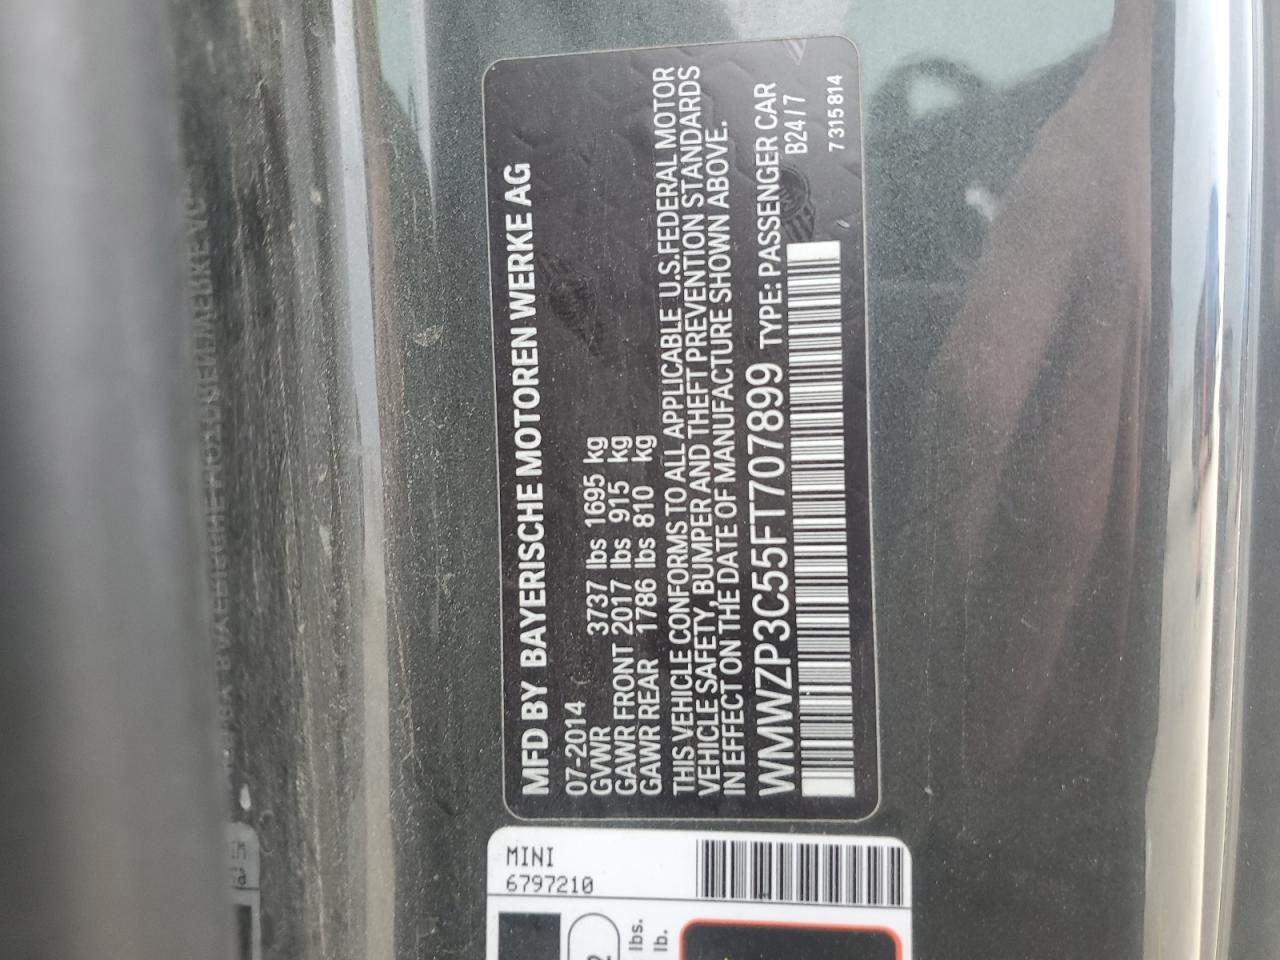 MFD BY BAYERISCHE MOTOREN WERKE AG
07-2014
GVWR 3737 lbs 1695 kg
GAWR FRONT 2017 lbs 915 kg
GAWR REAR 1786 lbs 810 kg
THIS VEHICLE CONFORMS TO ALL APPLICABLE U.S.FEDERAL MOTOR
VEHICLE SAFETY, BUMPER AND THEFT PREVENTION STANDARDS
IN EFFECT ON THE DATE OF MANUFACTURE SHOWN ABOVE.
WMWZP3C55FT707899 TYPE: PASSENGER CAR
B24/7
7315814
MINI
6797210
lbs.
lb.